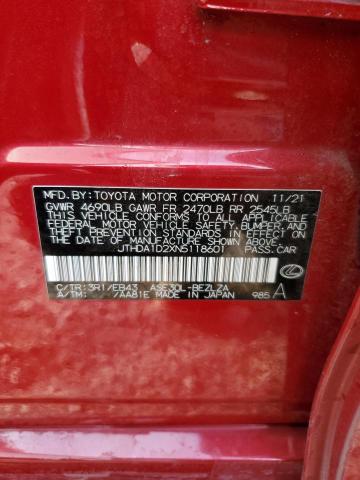 MFD.BY: TOYOTA MOTOR CORPORATION 11/21
GVWR 4690LB GAWR FR 2470LB RR 2545LB
THIS VEHICLE CONFORMS TO ALL APPLICABLE
FEDERAL MOTOR VEHICLE SAFETY, BUMPER, AND
THEFT PREVENTION STANDARDS IN EFFECT ON
THE DATE OF MANUFACTURE SHOWN ABOVE.
JTHDA1D2XN5118601 PASS.CAR
C/TR:3R1/EB43 ASE30L-BEZLZA
A/TM: /AA81E MADE IN JAPAN 985 A